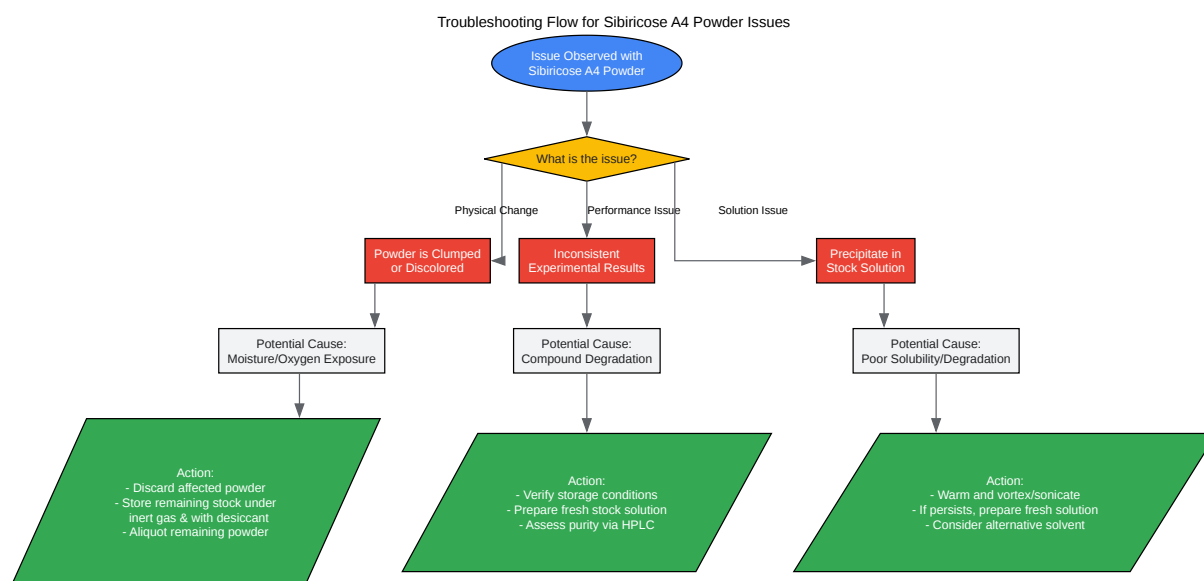 Troubleshooting Flow for Sibiricose A4 Powder Issues
Issue Observed with
Sibiricose A4 Powder
What is the issue?
Physical Change
Performance Issue
Solution Issue
Powder is Clumped
or Discolored
Inconsistent
Experimental Results
Precipitate in
Stock Solution
Potential Cause:
Moisture/Oxygen Exposure
Potential Cause:
Compound Degradation
Potential Cause:
Poor Solubility/Degradation
Action:
- Discard affected powder
- Store remaining stock under
inert gas & with desiccant
- Aliquot remaining powder
Action:
- Verify storage conditions
- Prepare fresh stock solution
- Assess purity via HPLC
Action:
- Warm and vortex/sonicate
- If persists, prepare fresh solution
- Consider alternative solvent